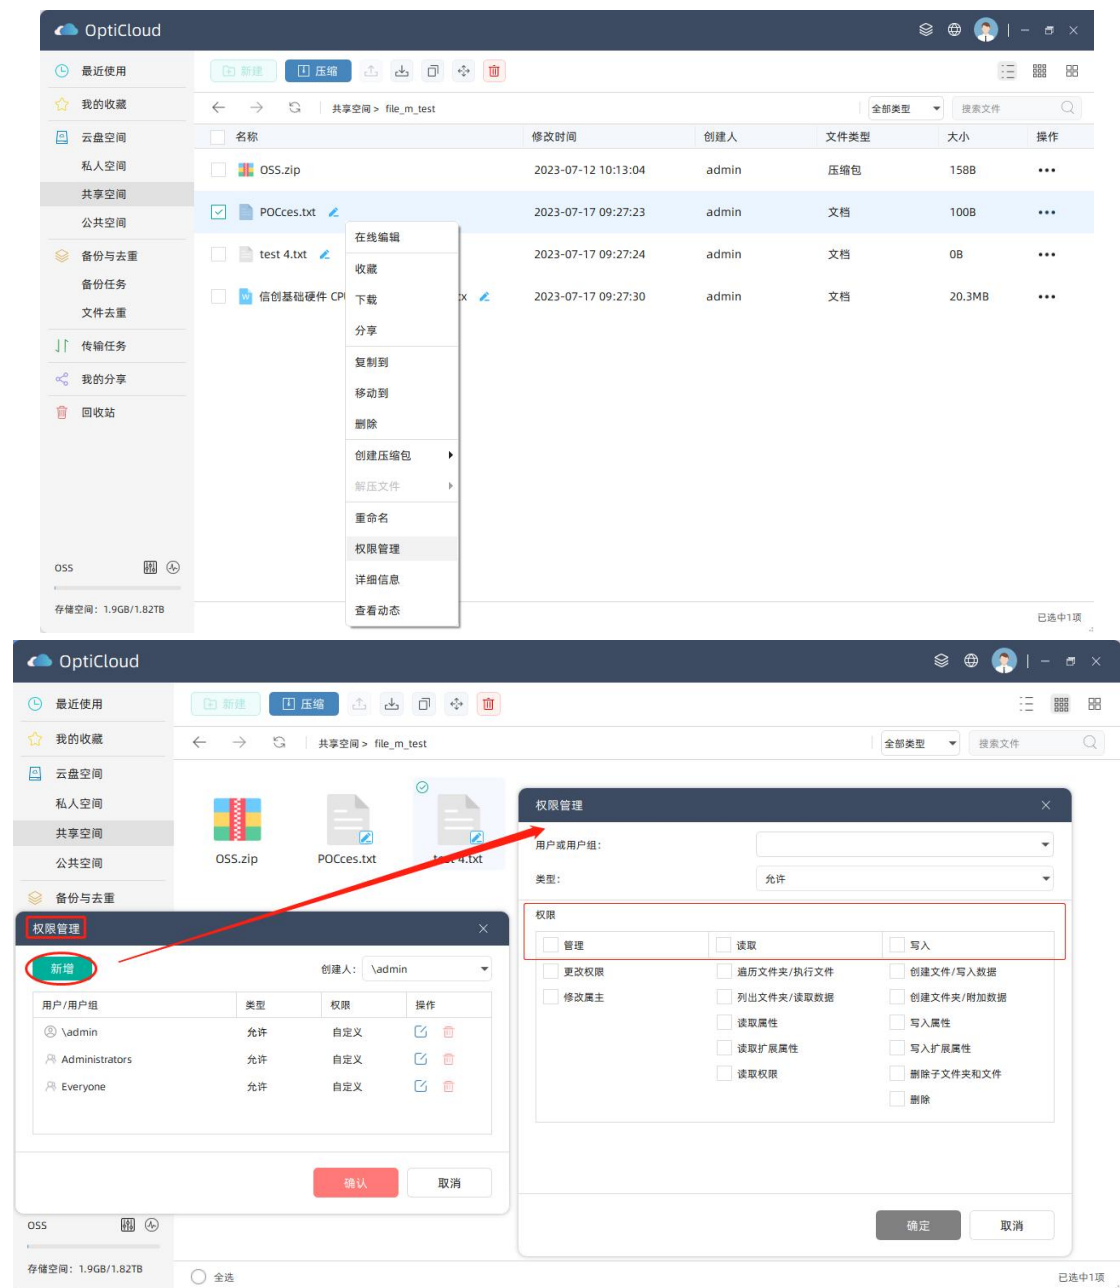 OptiCloud
最近使用
新建
压缩
我的收藏
共享空间 > file_m_test
全部类型
搜索文件
云盘空间
名称
修改时间
创建人
文件类型
大小
操作
私人空间
OSS.zip
2023-07-12 10:13:04
admin
压缩包
158B
共享空间
POCces.txt
2023-07-17 09:27:23
admin
文档
100B
公共空间
在线编辑
备份与去重
test 4.txt
2023-07-17 09:27:24
admin
文档
0B
收藏
备份任务
信创基础硬件 CP
下载
2023-07-17 09:27:30
admin
文档
20.3MB
文件去重
分享
传输任务
复制到
我的分享
移动到
回收站
删除
创建压缩包
解压文件
重命名
权限管理
OSS
详细信息
存储空间: 1.9GB/1.82TB
查看动态
已选中1项
OptiCloud
最近使用
新建
压缩
我的收藏
共享空间 > file_m_test
全部类型
搜索文件
云盘空间
私人空间
共享空间
公共空间
备份与去重
OSS.zip
POCces.txt
test 4.txt
权限管理
用户或用户组:
类型:
允许
权限
管理
读取
写入
更改权限
遍历文件夹/执行文件
创建文件/写入数据
修改属主
列出文件夹/读取数据
创建文件夹/附加数据
读取属性
写入属性
读取扩展属性
写入扩展属性
读取权限
删除子文件夹和文件
删除
确定
取消
权限管理
新增
创建人:
\admin
用户/用户组
类型
权限
操作
\admin
允许
自定义
Administrators
允许
自定义
Everyone
允许
自定义
确认
取消
OSS
存储空间: 1.9GB/1.82TB
全选
已选中1项